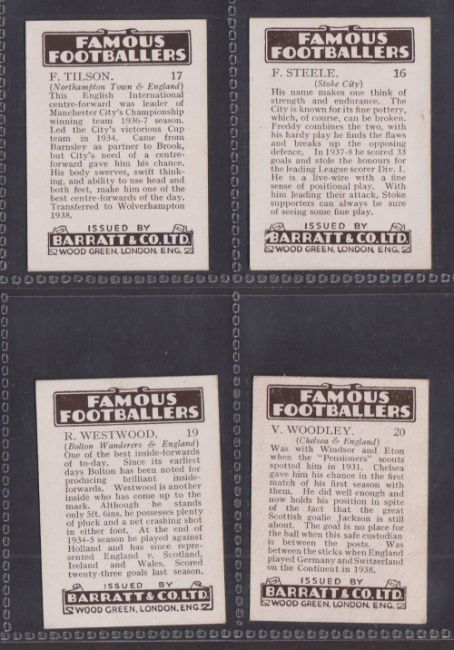 FAMOUS
FOOTBALLERS
F. TILSON. 17
(Northampton Town & England)
This English International
centre-forward was leader of
Manchester City's Championship
winning team 1936-7 season.
Led the City's victorious Cup
team in 1934. Came from
Barnsley as partner to Brook,
but City's need of a centre-
forward gave him his chance.
His body swerves, swift think-
ing, and ability to use head and
both feet, make him one of the
best centre-forwards of the day.
Transferred to Wolverhampton
1938.
ISSUED BY
BARRATT & CO. LTD.
WOOD GREEN, LONDON, ENG.
FAMOUS
FOOTBALLERS
F. STEELE. 16
(Stoke City)
His name makes one think of
strength and endurance. The
City is known for its fine pottery,
which, of course, can be broken.
Freddy combines the two, with
his hardy play he finds the flaws
and breaks up the opposing
defence. In 1937-8 he scored 33
goals and stole the honours for
the leading League scorer Div. I.
He is a live-wire with a fine
sense of positional play. With
him leading their attack, Stoke
supporters can always be sure
of seeing some fine play.
ISSUED BY
BARRATT & CO. LTD.
WOOD GREEN, LONDON, ENG.
FAMOUS
FOOTBALLERS
R. WESTWOOD. 19
(Bolton Wanderers & England)
One of the best inside-forwards
of to-day. Since its earliest
days Bolton has been noted for
producing brilliant inside-
forwards. Westwood is another
inside who has come up to the
mark. Although he stands
only 5ft. 6ins. he possesses plenty
of pluck and a net crashing shot
in either foot. At the end of
1934-5 season he played against
Holland and has since repre-
sented England v. Scotland,
Ireland and Wales. Scored
twenty-three goals last season.
ISSUED BY
BARRATT & CO. LTD.
WOOD GREEN, LONDON, ENG.
FAMOUS
FOOTBALLERS
V. WOODLEY. 20
(Chelsea & England)
Was with Windsor and Eton
when the "Pensioners" scouts
spotted him in 1931. Chelsea
gave him his chance in the first
match of his first season with
them. He did well enough and
now holds his position in spite
of the fact that the great
Scottish goalie Jackson is still
about. The goal is no place for
the ball when this safe custodian
is between the posts. Was
between the sticks when England
played Germany and Switzerland
on the Continent in 1938.
ISSUED BY
BARRATT & CO. LTD.
WOOD GREEN, LONDON, ENG.